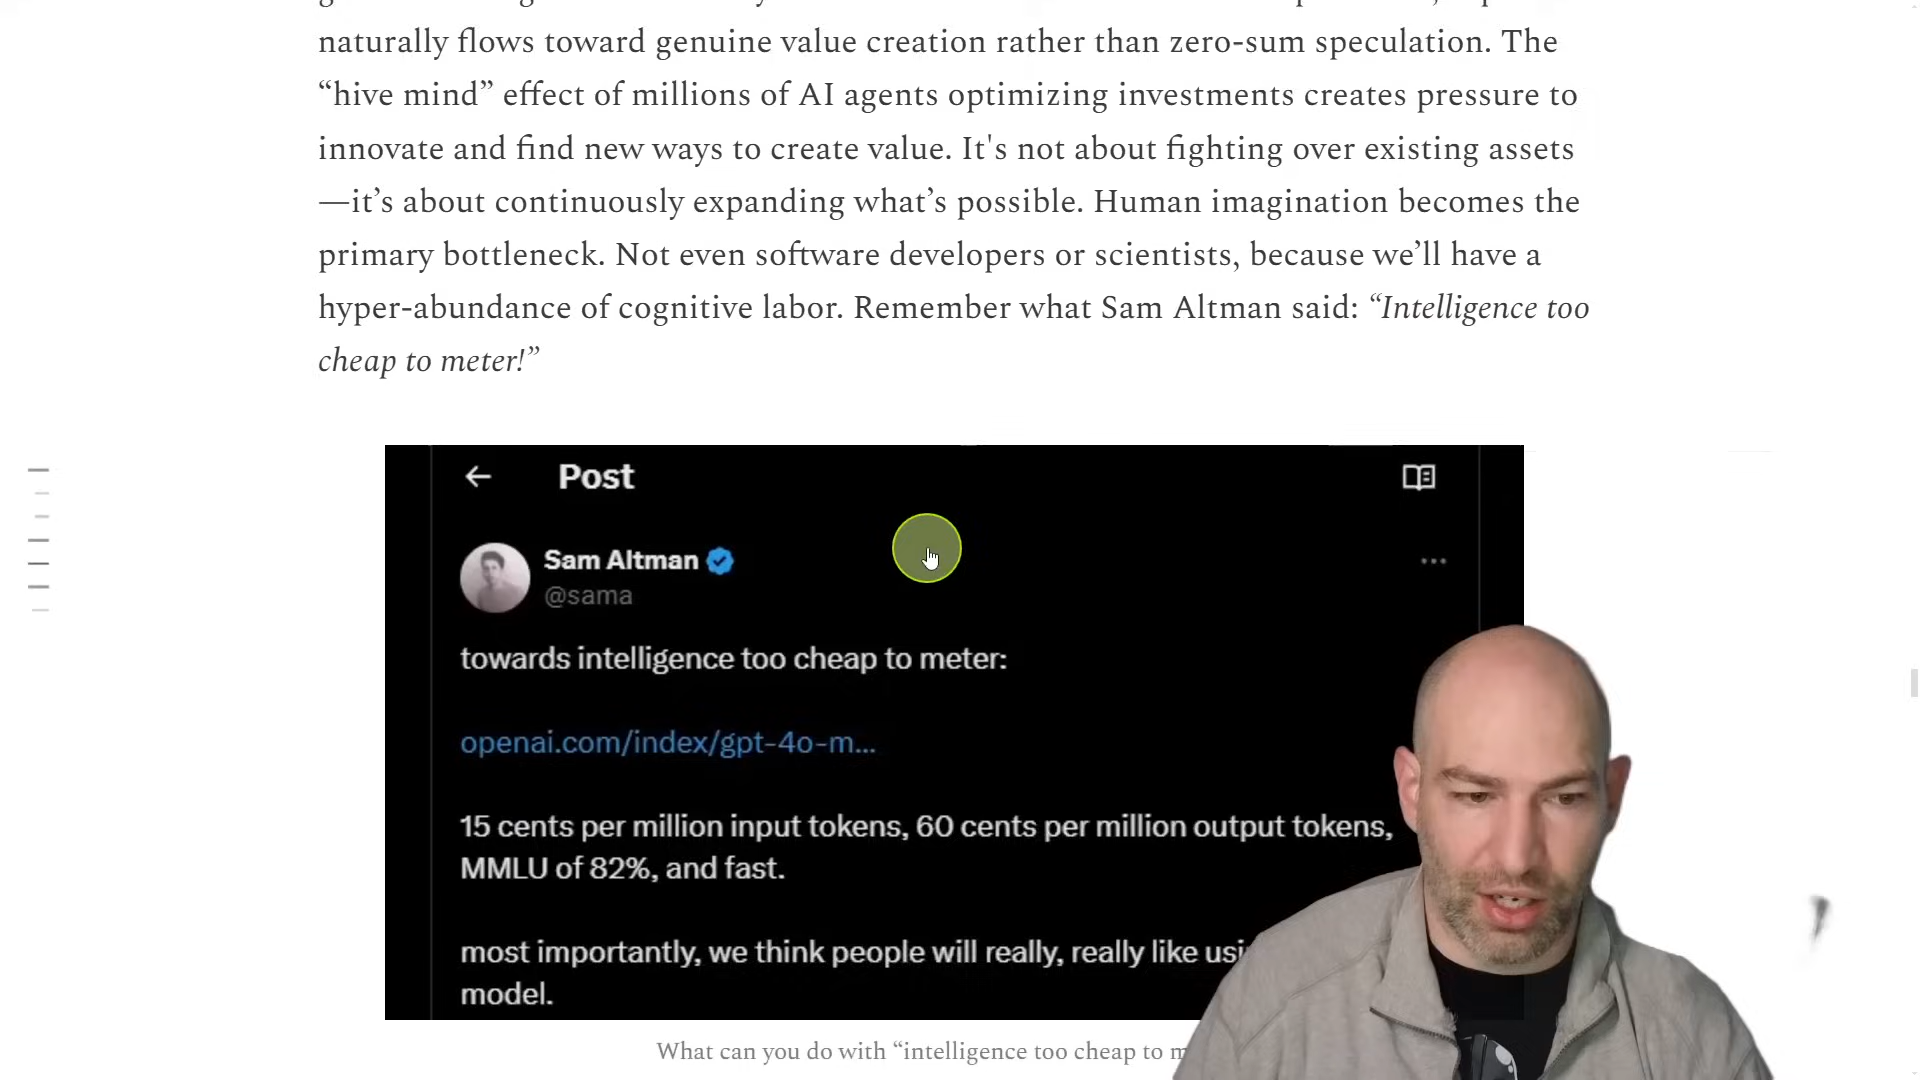 naturally flows toward genuine value creation rather than zero-sum speculation. The
“hive mind” effect of millions of AI agents optimizing investments creates pressure to
innovate and find new ways to create value. It's not about fighting over existing assets
—it’s about continuously expanding what’s possible. Human imagination becomes the
primary bottleneck. Not even software developers or scientists, because we’ll have a
hyper-abundance of cognitive labor. Remember what Sam Altman said: “Intelligence too
cheap to meter!”
Post
Sam Altman
@sama
towards intelligence too cheap to meter:
openai.com/index/gpt-4o-m...
15 cents per million input tokens, 60 cents per million output tokens,
MMLU of 82%, and fast.
most importantly, we think people will really, really like
model.
What can you do with “intelligence too cheap to